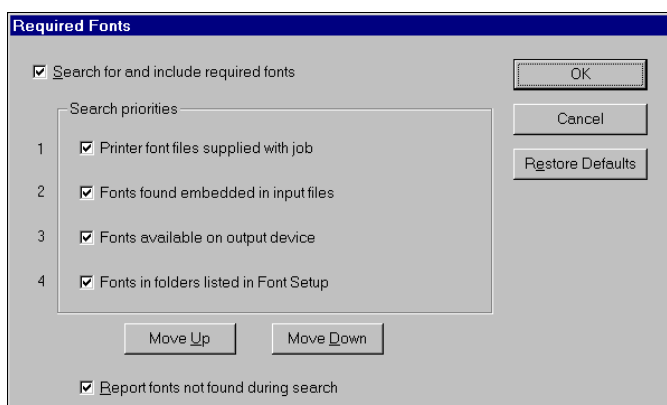 Required Fonts
Search for and include required fonts
OK
Search priorities
Cancel
1 Printer font files supplied with job
Restore Defaults
2 Fonts found embedded in input files
3 Fonts available on output device
4 Fonts in folders listed in Font Setup
Move Up Move Down
Report fonts not found during search